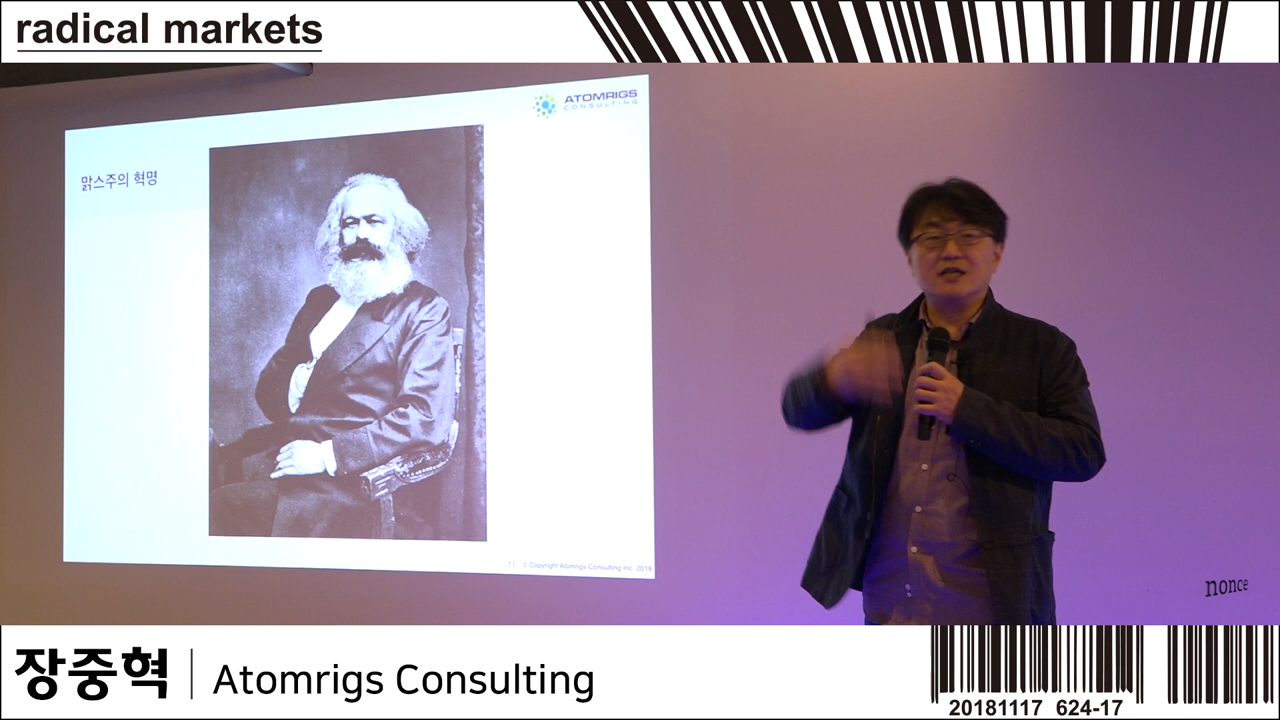 radical markets
ATOMRIGS
CONSULTING
맑스주의 혁명
© Copyright Atomrigs Consulting Inc. 2018
nonce
장중혁 | Atomrigs Consulting
20181117 624-17